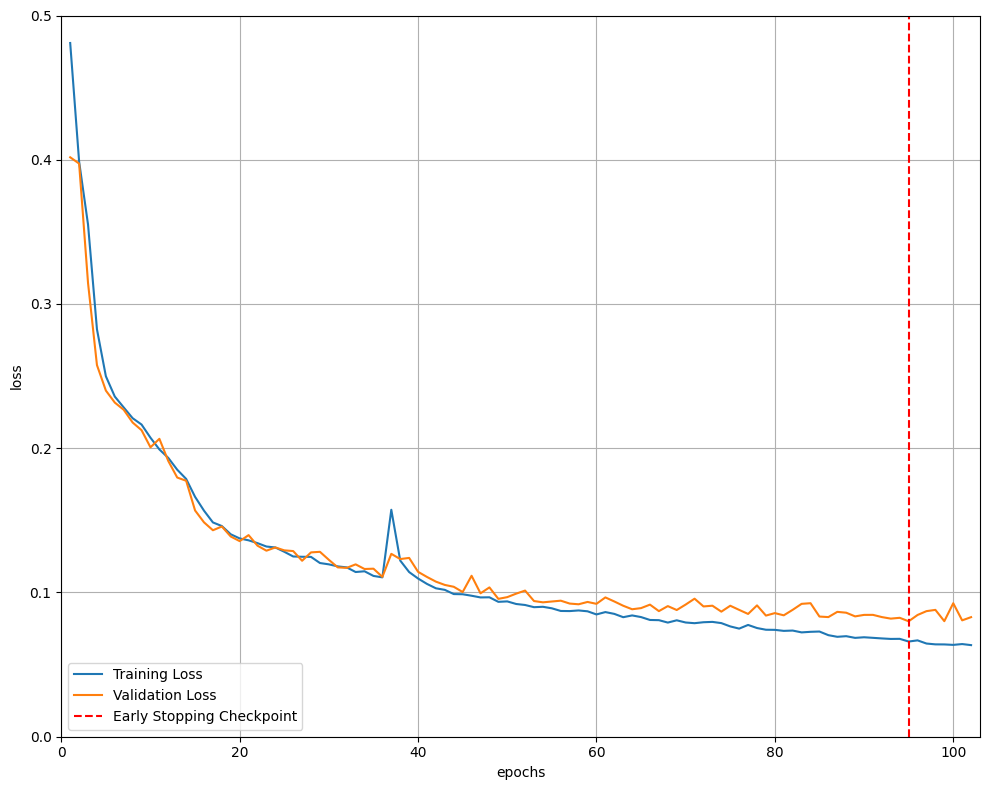 0.5
0.4
0.3
0.2
0.1
0.0
loss
Training Loss
Validation Loss
Early Stopping Checkpoint
0 20 40 60 80 100
epochs